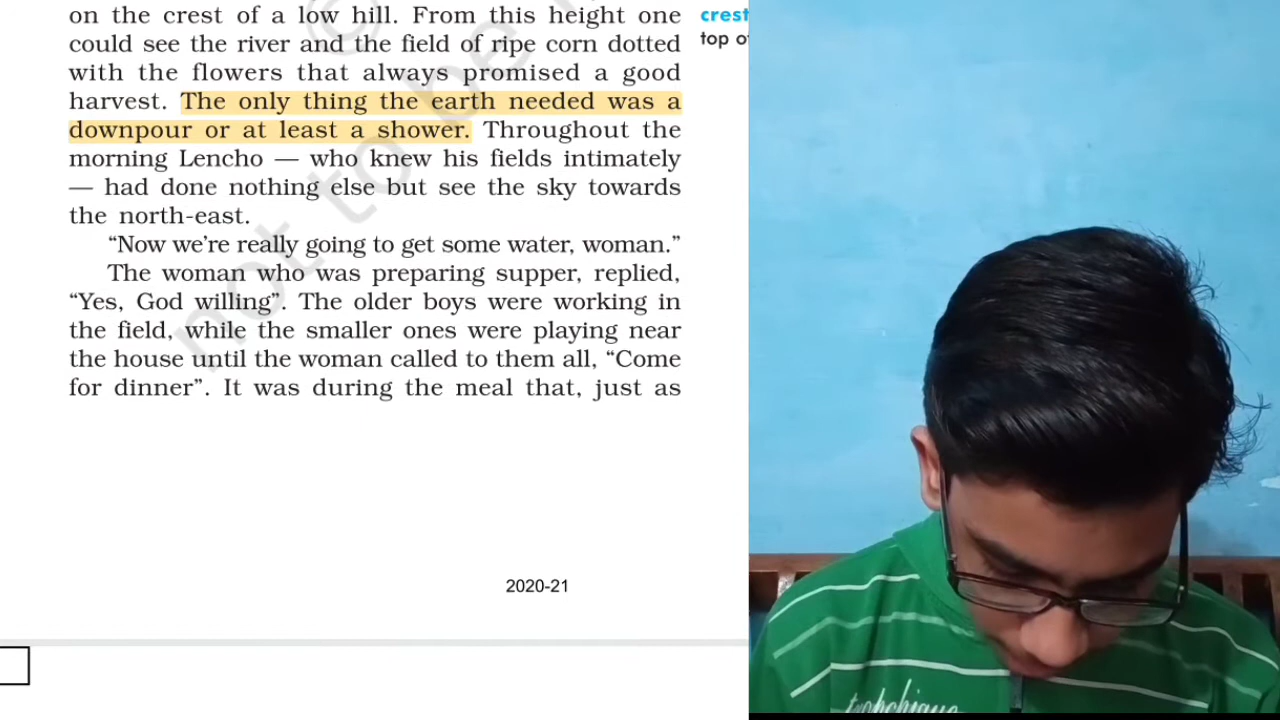 on the crest of a low hill. From this height one
could see the river and the field of ripe corn dotted
with the flowers that always promised a good
harvest. The only thing the earth needed was a
downpour or at least a shower. Throughout the
morning Lencho — who knew his fields intimately
— had done nothing else but see the sky towards
the north-east.
“Now we’re really going to get some water, woman.”
The woman who was preparing supper, replied,
“Yes, God willing”. The older boys were working in
the field, while the smaller ones were playing near
the house until the woman called to them all, “Come
for dinner”. It was during the meal that, just as
crest
top o
not to be
©
2020-21